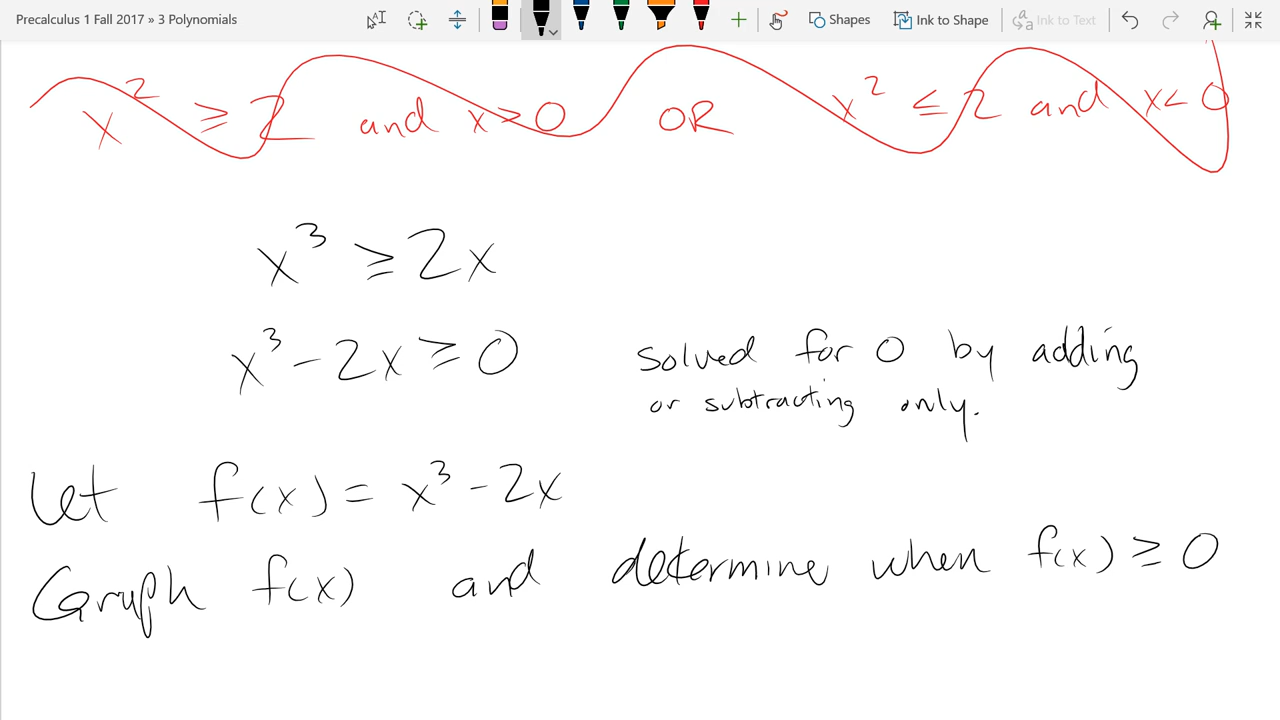 Precalculus 1 Fall 2017 » 3 Polynomials
Shapes
Ink to Shape
Ink to Text
x² ≥ 2 and x > 0 OR x² ≤ 2 and x < 0
x³ ≥ 2x
x³ - 2x ≥ 0 solved for 0 by adding
or subtracting only.
Let f(x) = x³ - 2x
Graph f(x) and determine when f(x) ≥ 0